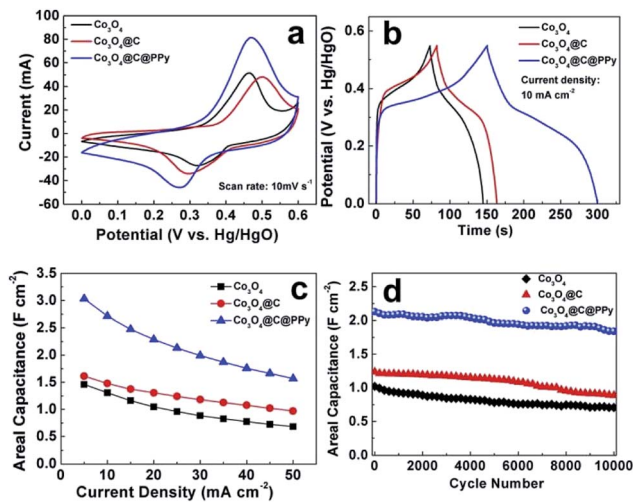 a
Co3O4
Co3O4@C
Co3O4@C@PPy
Scan rate: 10mV s-1
Current (mA)
100
80
60
40
20
0
-20
-40
-60
0.0 0.1 0.2 0.3 0.4 0.5 0.6
Potential (V vs. Hg/HgO)
b
Co3O4
Co3O4@C
Co3O4@C@PPy
Current density:
10 mA cm-2
Potential (V vs. Hg/HgO)
0.6
0.4
0.2
0.0
0 50 100 150 200 250 300
Time (s)
c
Co3O4
Co3O4@C
Co3O4@C@PPy
Areal Capacitance (F cm-2)
3.5
3.0
2.5
2.0
1.5
1.0
0.5
0.0
0 10 20 30 40 50
Current Density (mA cm-2)
d
Co3O4
Co3O4@C
Co3O4@C@PPy
Areal Capacitance (F cm-2)
2.5
2.0
1.5
1.0
0.5
0.0
0 2000 4000 6000 8000 10000
Cycle Number